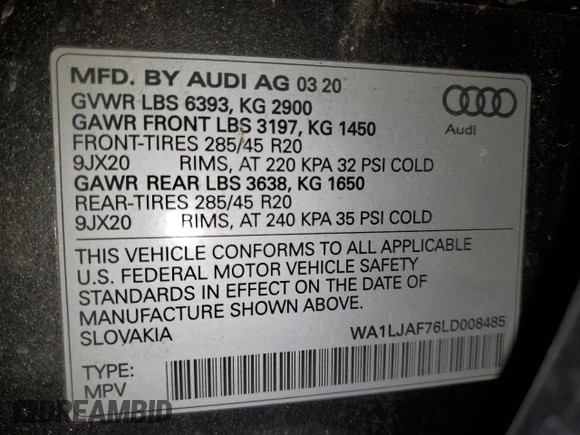 MFD. BY AUDI AG 03 20
GVWR LBS 6393, KG 2900
GAWR FRONT LBS 3197, KG 1450
FRONT-TIRES 285/45 R20
9JX20 RIMS, AT 220 KPA 32 PSI COLD
GAWR REAR LBS 3638, KG 1650
REAR-TIRES 285/45 R20
9JX20 RIMS, AT 240 KPA 35 PSI COLD
Audi
THIS VEHICLE CONFORMS TO ALL APPLICABLE
U.S. FEDERAL MOTOR VEHICLE SAFETY
STANDARDS IN EFFECT ON THE DATE OF
MANUFACTURE SHOWN ABOVE.
SLOVAKIA WA1LJAF76LD008485
TYPE:
MPV
DREAMBID